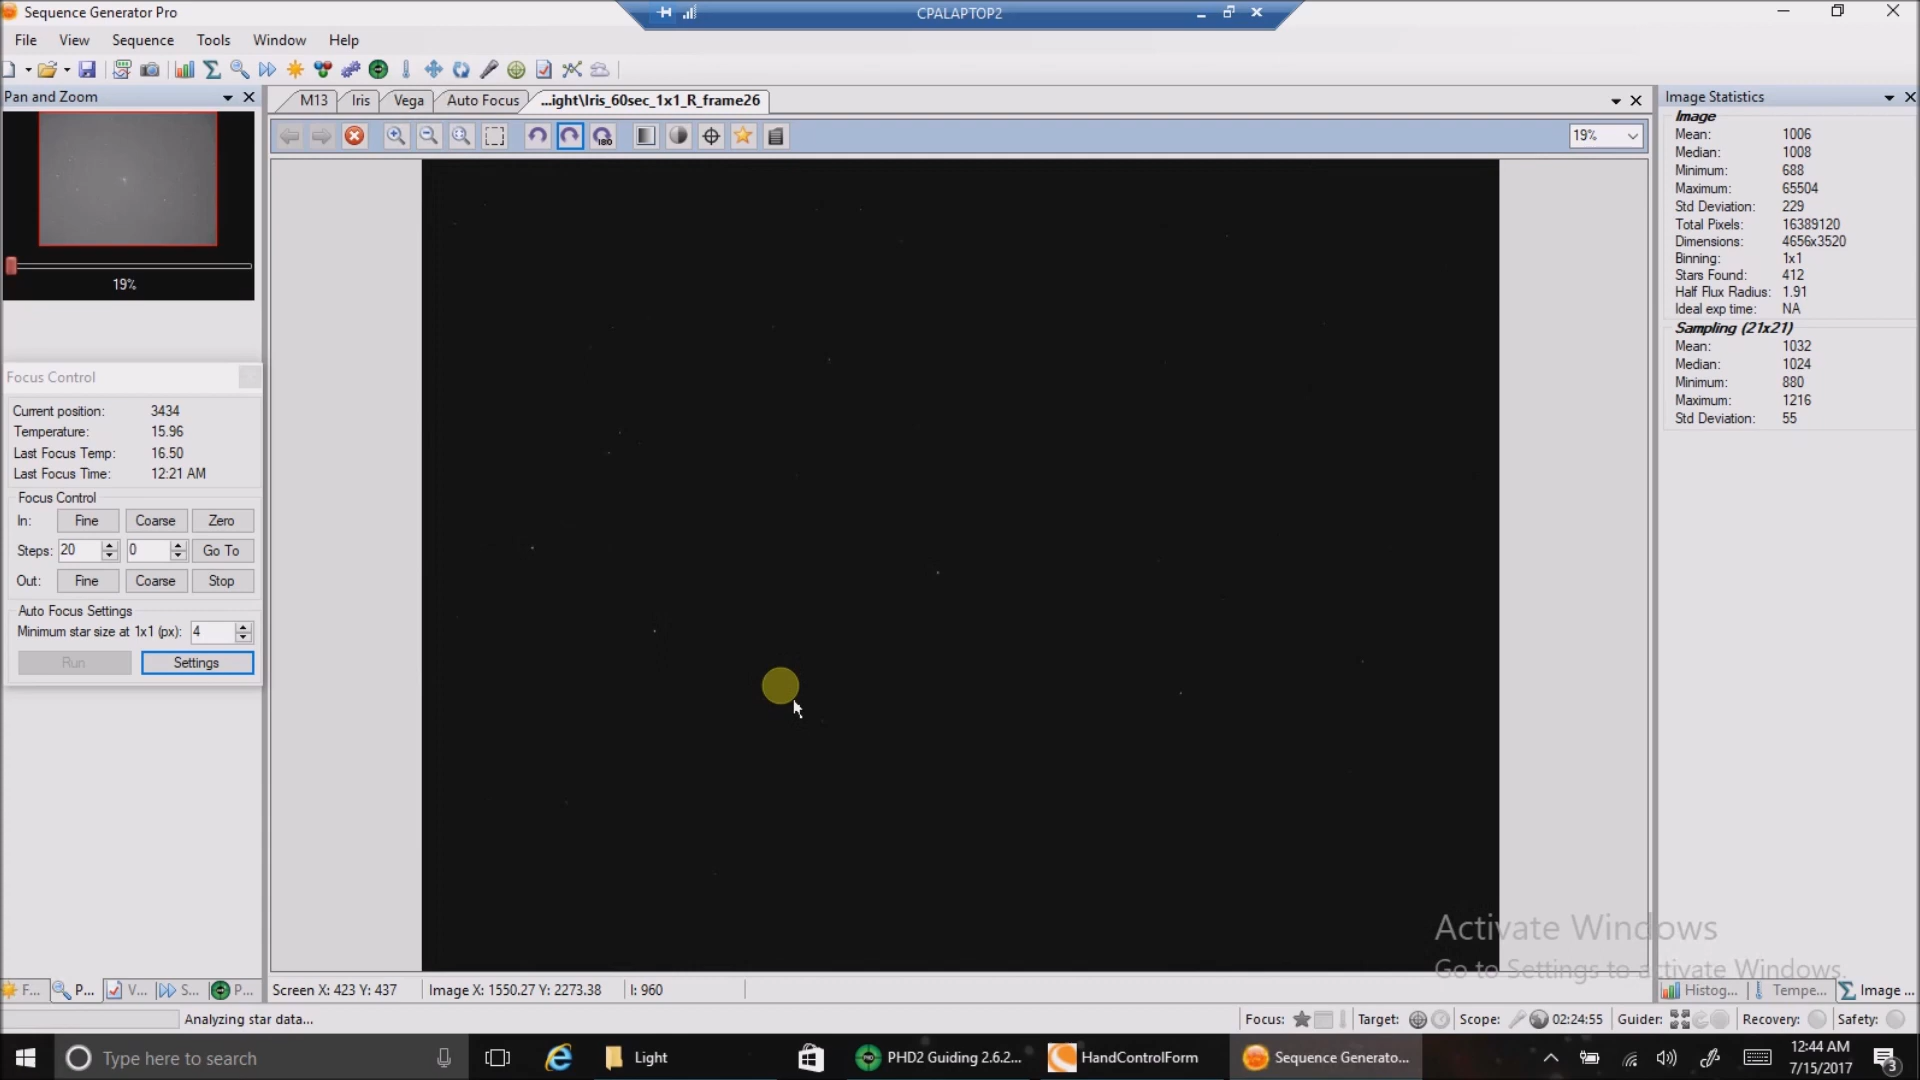 Sequence Generator Pro
CPALAPTOP2
File View Sequence Tools Window Help
Pan and Zoom
M13 Iris Vega Auto Focus ...ight\Iris_60sec_1x1_R_frame26
180
19%
19%
Focus Control
Current position: 3434
Temperature: 15.96
Last Focus Temp: 16.50
Last Focus Time: 12:21 AM
Focus Control
In: Fine Coarse Zero
Steps: 20 0 Go To
Out: Fine Coarse Stop
Auto Focus Settings
Minimum star size at 1x1 (px): 4
Run Settings
Image Statistics
Image
Mean: 1006
Median: 1008
Minimum: 688
Maximum: 65504
Std Deviation: 229
Total Pixels: 16389120
Dimensions: 4656x3520
Binning: 1x1
Stars Found: 412
Half Flux Radius: 1.91
Ideal exp time: NA
Sampling (21x21)
Mean: 1032
Median: 1024
Minimum: 880
Maximum: 1216
Std Deviation: 55
Activate Windows
Go to Settings to activate Windows.
F... P... V... S... P...
Screen X: 423 Y: 437 Image X: 1550.27 Y: 2273.38 I: 960
Histog... Tempe... Image ...
Analyzing star data...
Focus: Target: Scope: 02:24:55 Guider: Recovery: Safety:
Type here to search
Light
PHD2 Guiding 2.6.2...
HandControlForm
Sequence Generato...
12:44 AM
7/15/2017
3